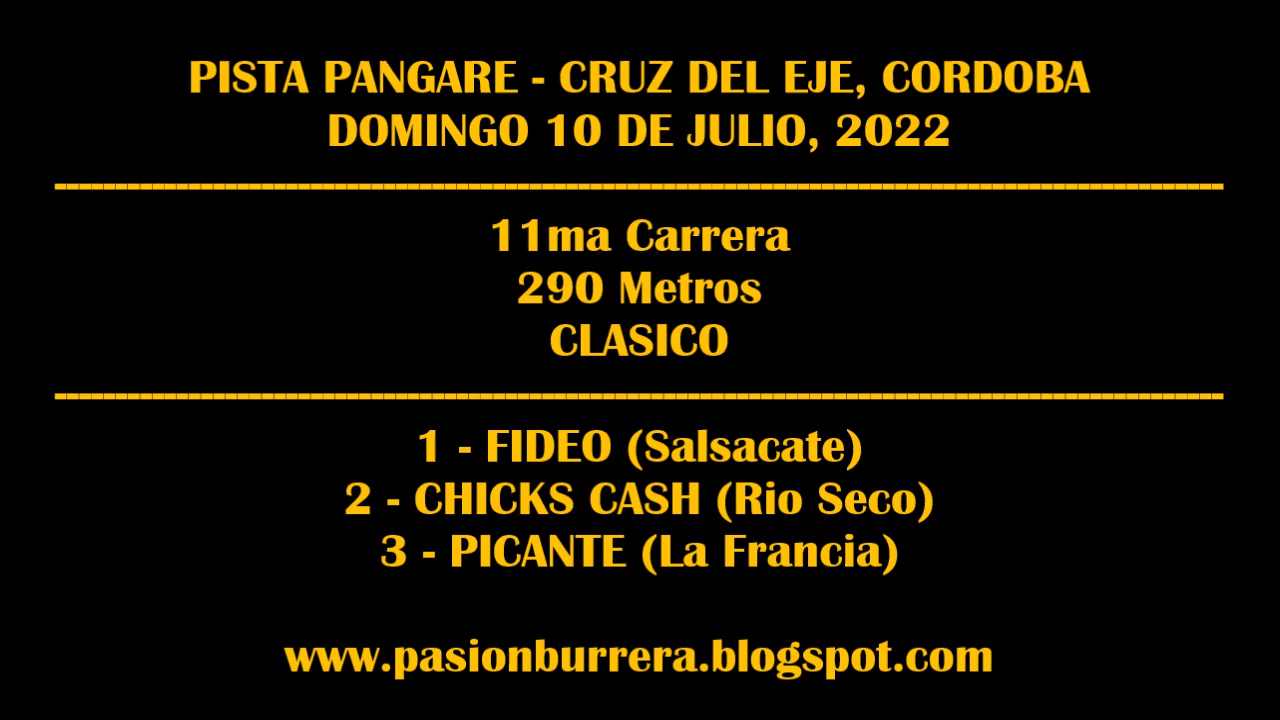 PISTA PANGARE - CRUZ DEL EJE, CORDOBA
DOMINGO 10 DE JULIO, 2022
11ma Carrera
290 Metros
CLASICO
1 - FIDEO (Salsacate)
2 - CHICKS CASH (Rio Seco)
3 - PICANTE (La Francia)
www.pasionburrera.blogspot.com